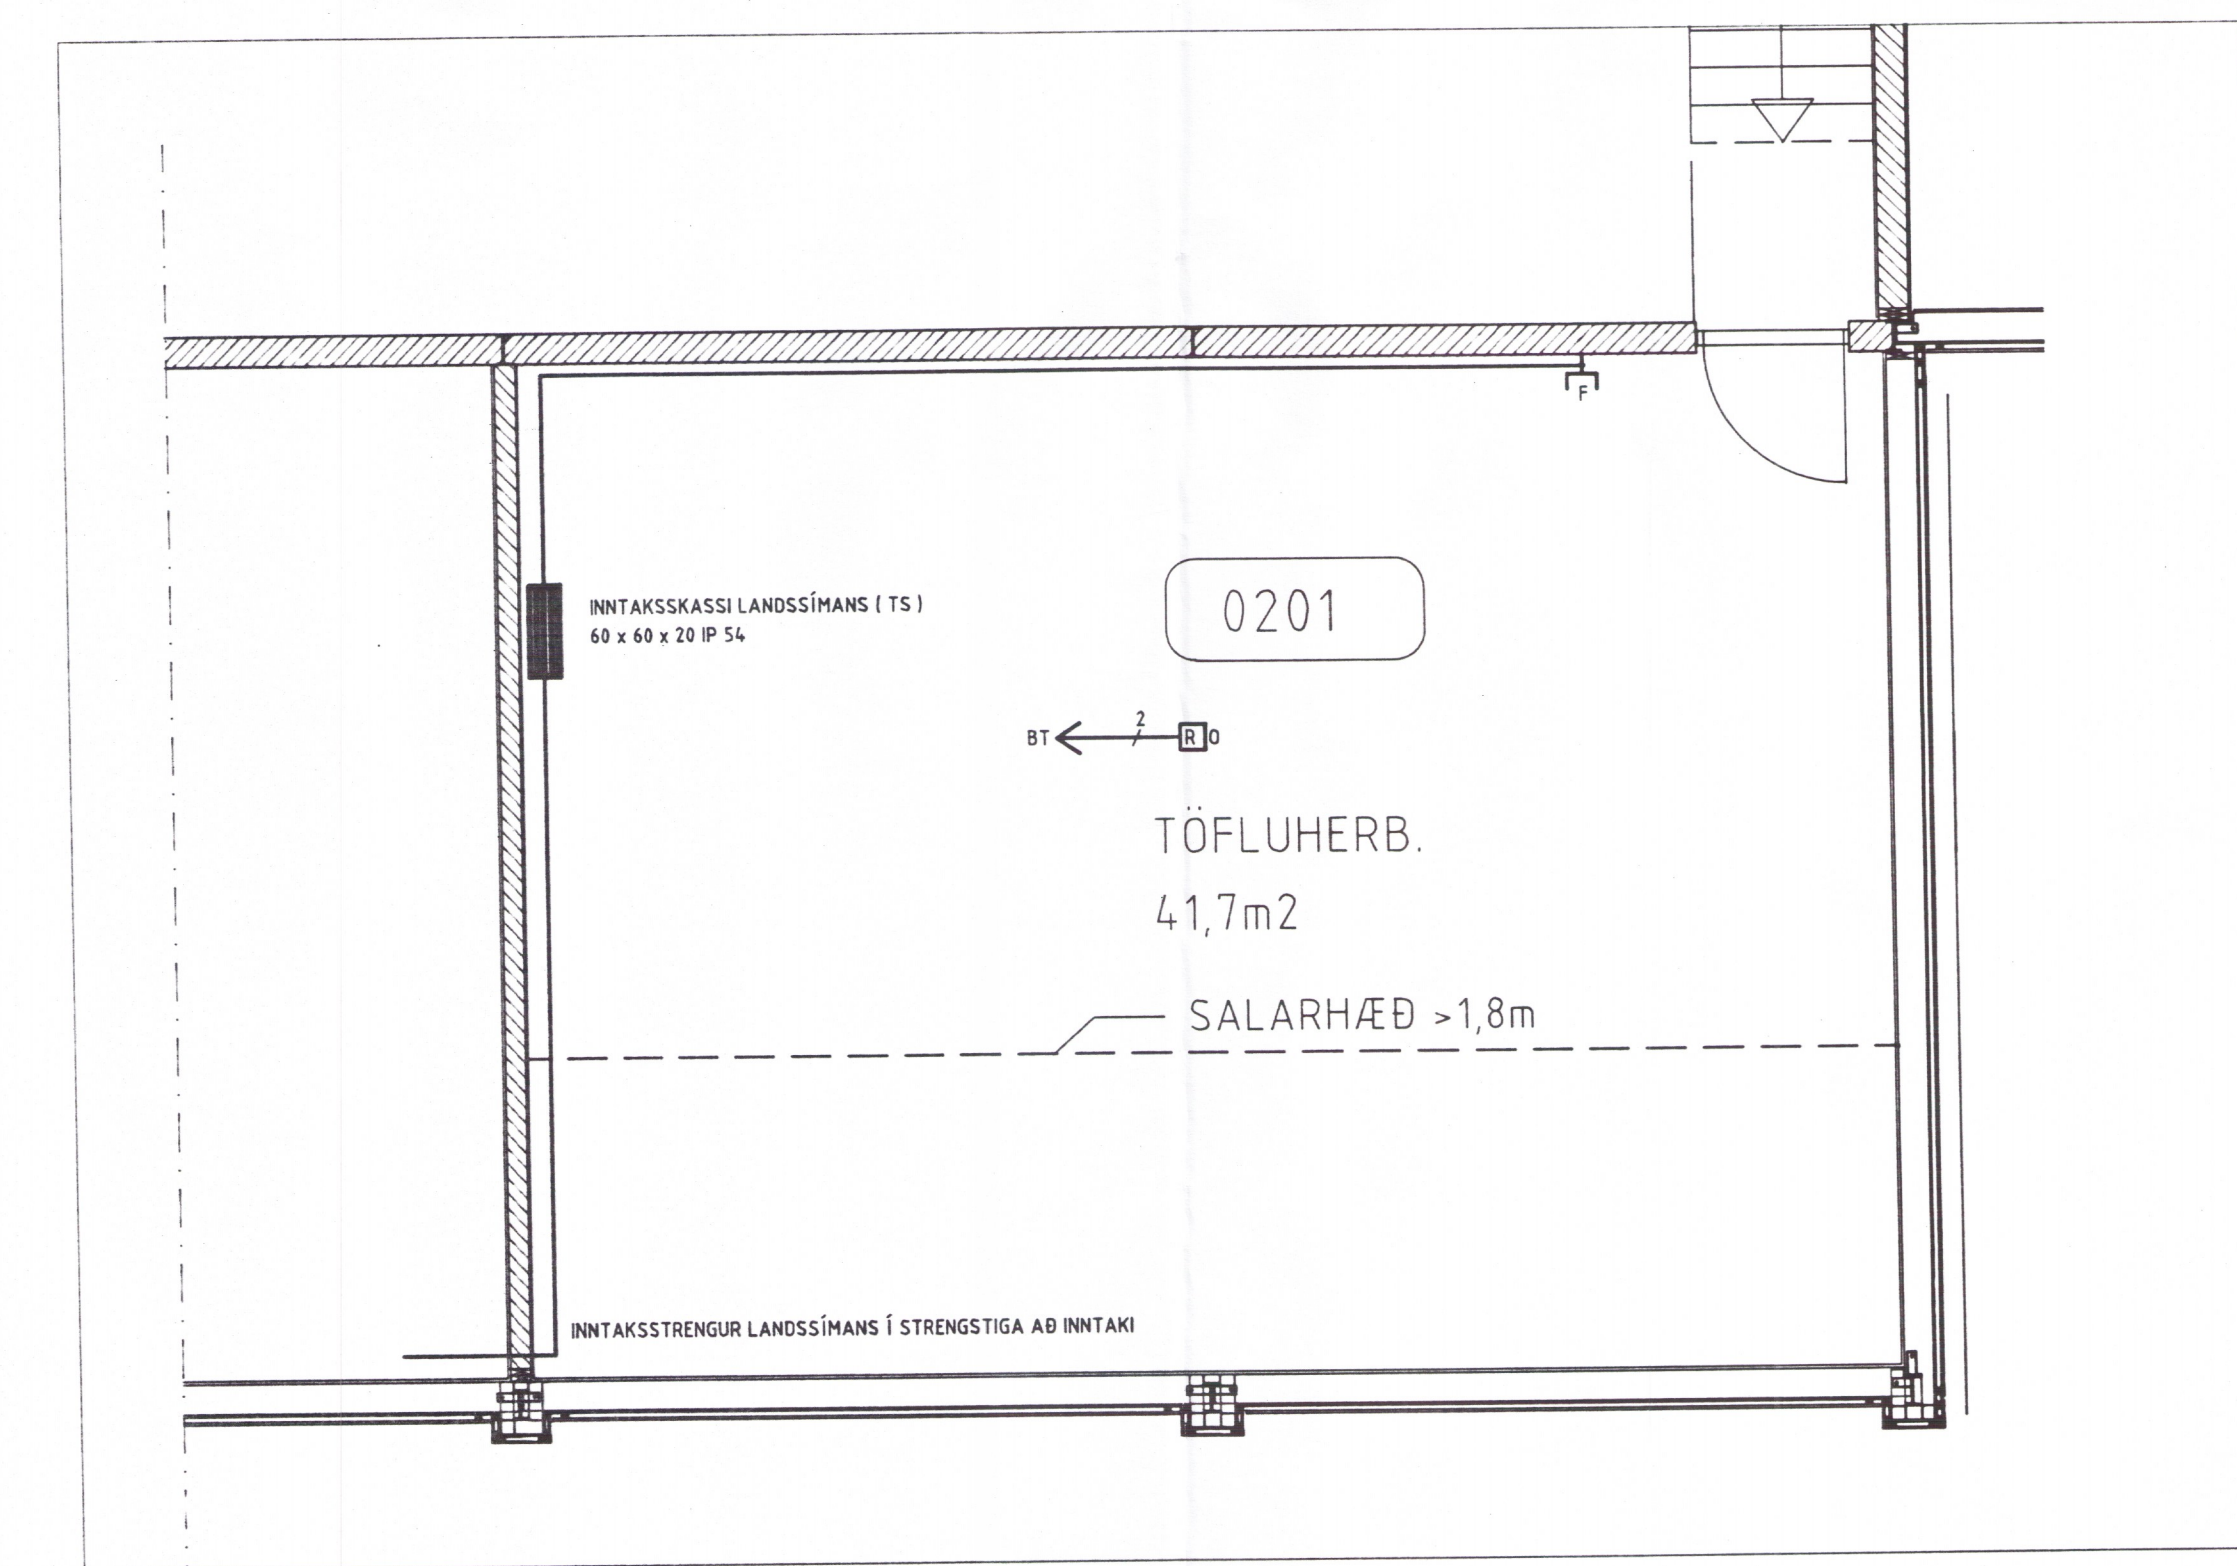 F
INNTAKSSKASSI LANDSSÍMANS ( TS )
60 x 60 x 20 IP 54
0201
2
BT
R O
TÖFLUHERB.
41,7m2
SALARHÆÐ >1,8m
INNTAKSSTRENGUR LANDSSÍMANS Í STRENGSTIGA AÐ INNTAKI